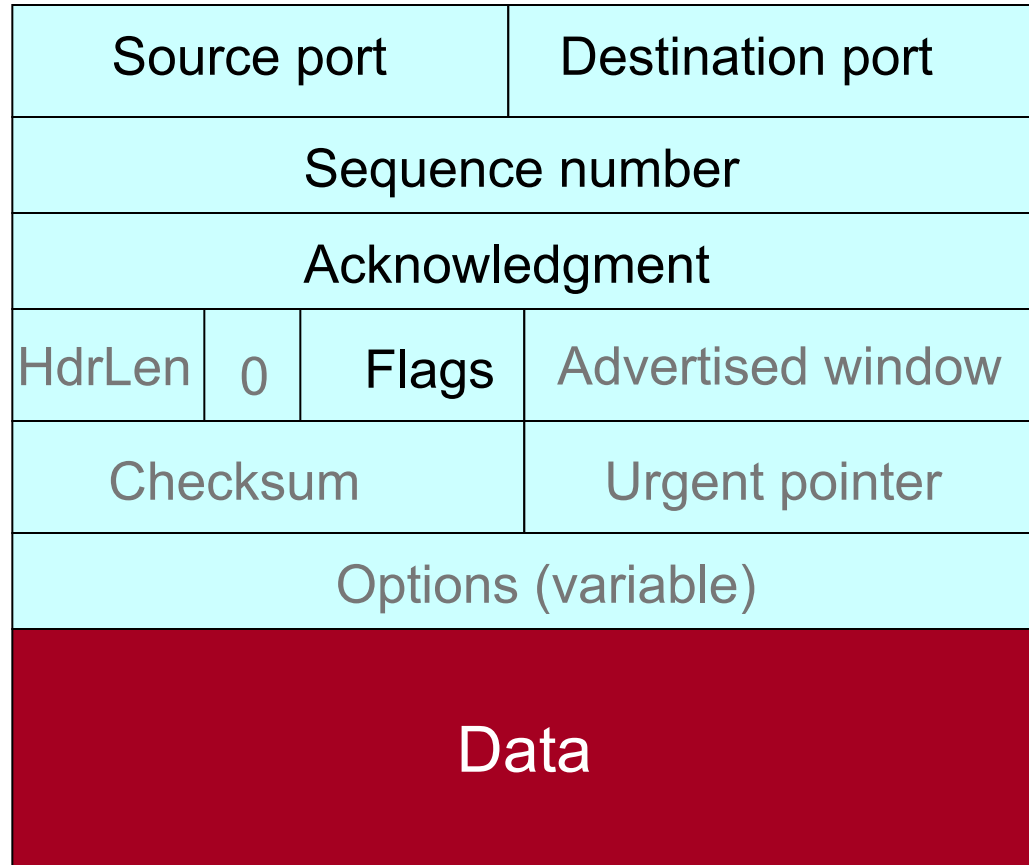 Source port Destination port
Sequence number
Acknowledgment
HdrLen 0 Flags Advertised window
Checksum Urgent pointer
Options (variable)
Data